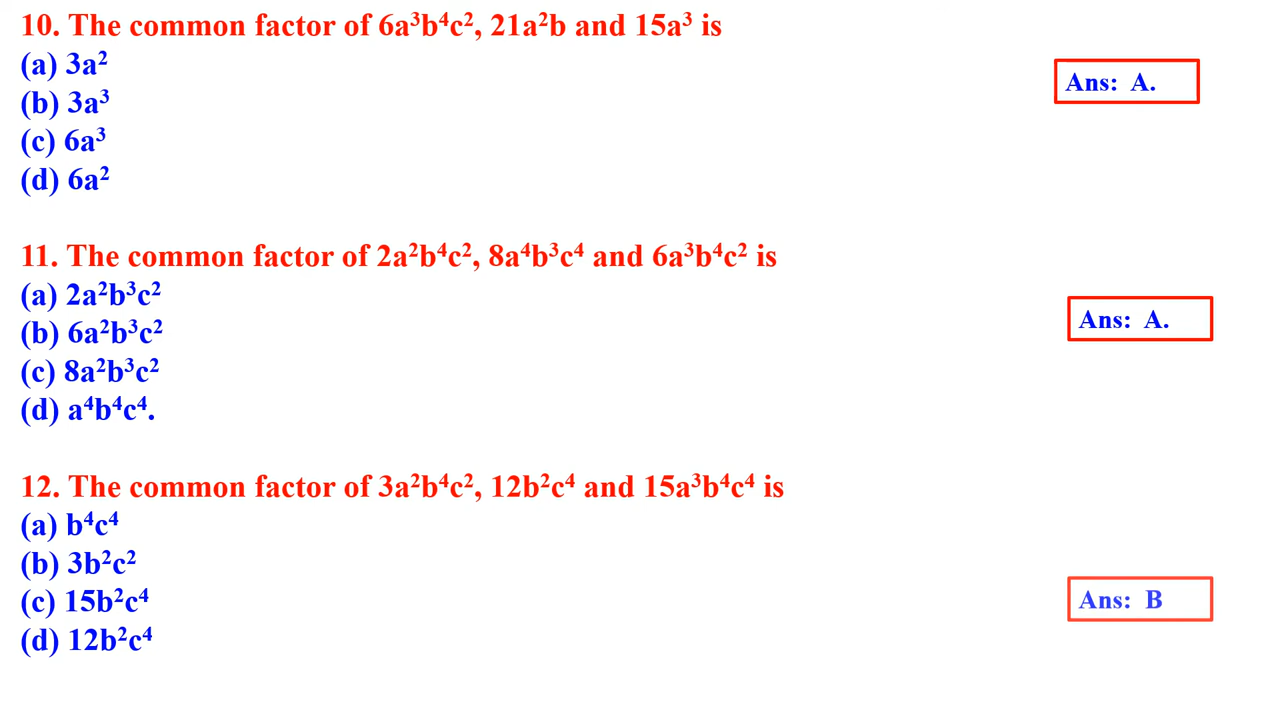 10. The common factor of 6a³b⁴c², 21a²b and 15a³ is
(a) 3a²
(b) 3a³
(c) 6a³
(d) 6a²
Ans: A.
11. The common factor of 2a²b⁴c², 8a⁴b³c⁴ and 6a³b⁴c² is
(a) 2a²b³c²
(b) 6a²b³c²
(c) 8a²b³c²
(d) a⁴b⁴c⁴.
Ans: A.
12. The common factor of 3a²b⁴c², 12b²c⁴ and 15a³b⁴c⁴ is
(a) b⁴c⁴
(b) 3b²c²
(c) 15b²c⁴
(d) 12b²c⁴
Ans: B